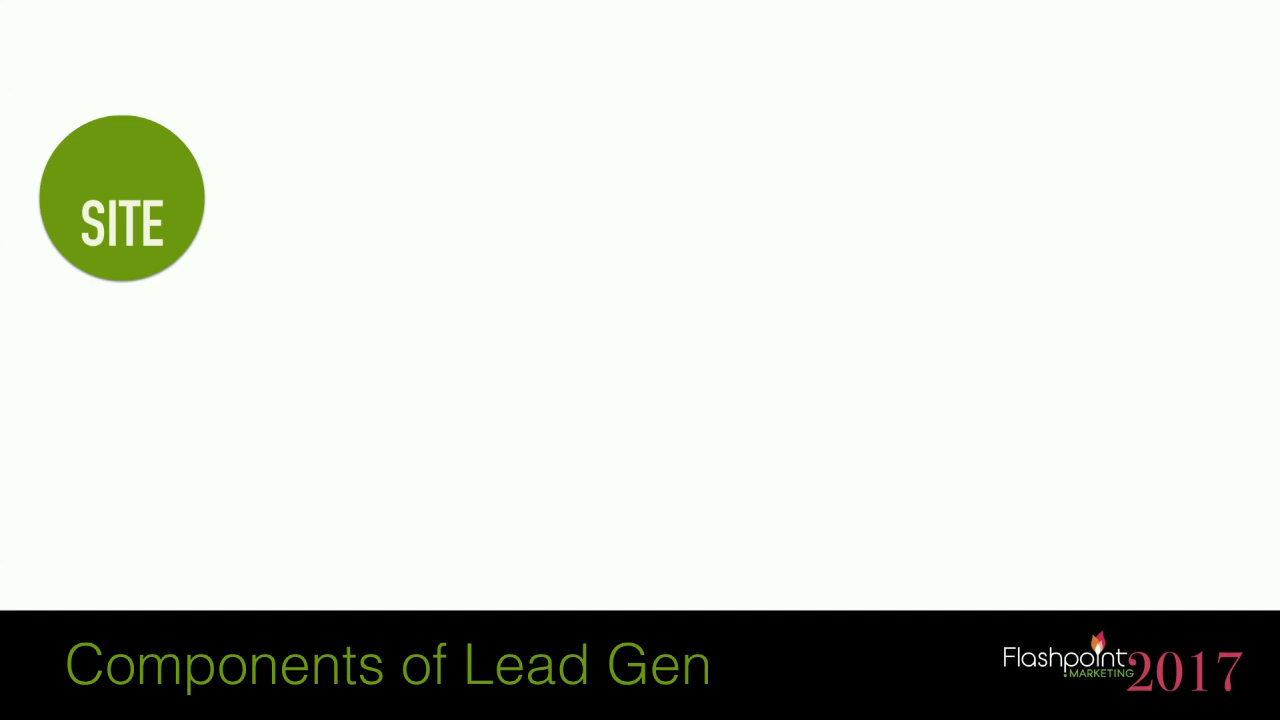 SITE
Components of Lead Gen
Flashpoint
MARKETING
2017